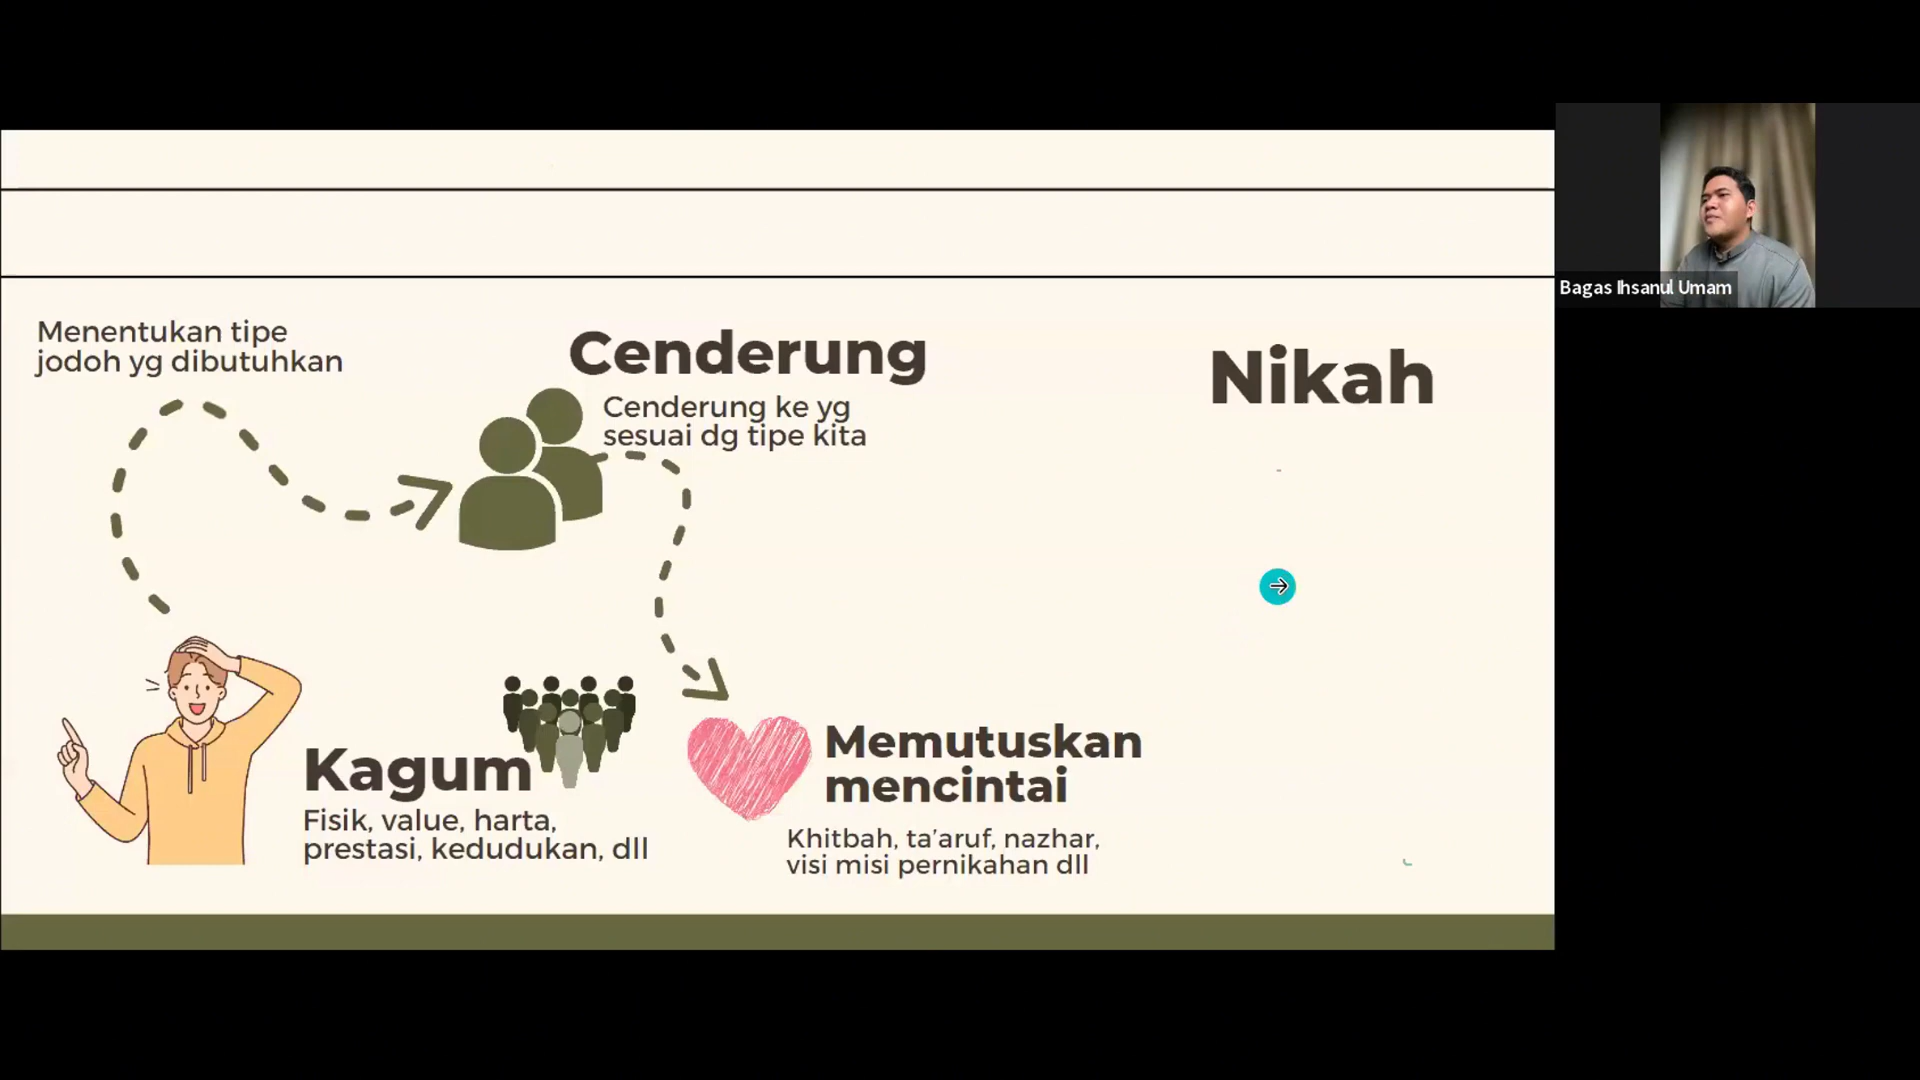 Menentukan tipe
jodoh yg dibutuhkan
Cenderung
Cenderung ke yg
sesuai dg tipe kita
Nikah
Kagum
Fisik, value, harta,
prestasi, kedudukan, dll
Memutuskan
mencintai
Khitbah, ta’aruf, nazhar,
visi misi pernikahan dll
Bagas Ihsanul Umam